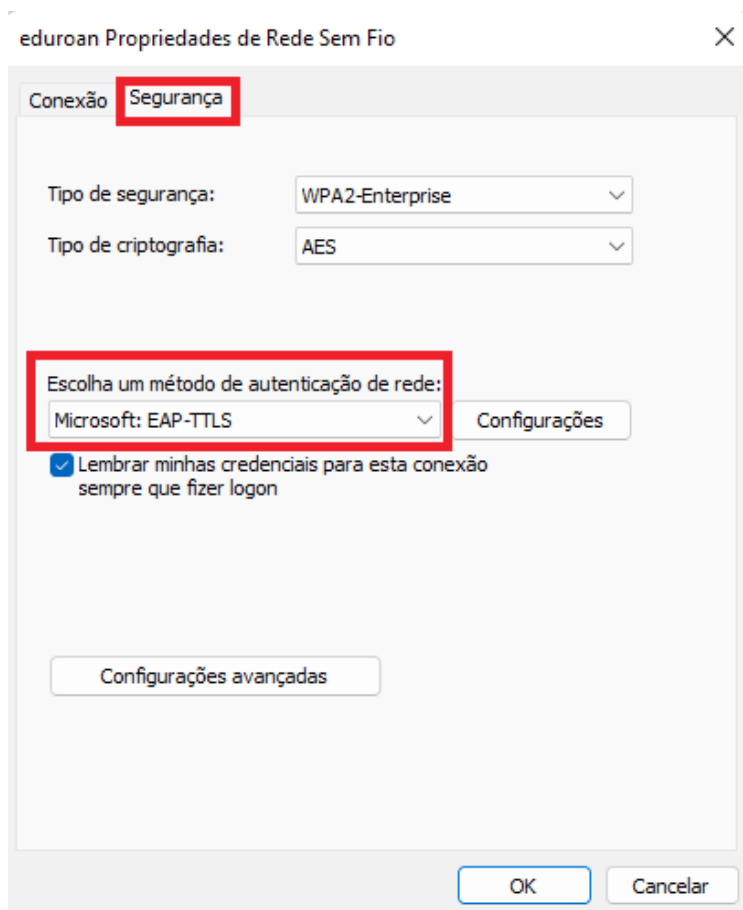 eduroan Propriedades de Rede Sem Fio
Conexão Segurança
Tipo de segurança: WPA2-Enterprise
Tipo de criptografia: AES
Escolha um método de autenticação de rede:
Microsoft: EAP-TTLS Configurações
Lembrar minhas credenciais para esta conexão
sempre que fizer logon
Configurações avançadas
OK Cancelar